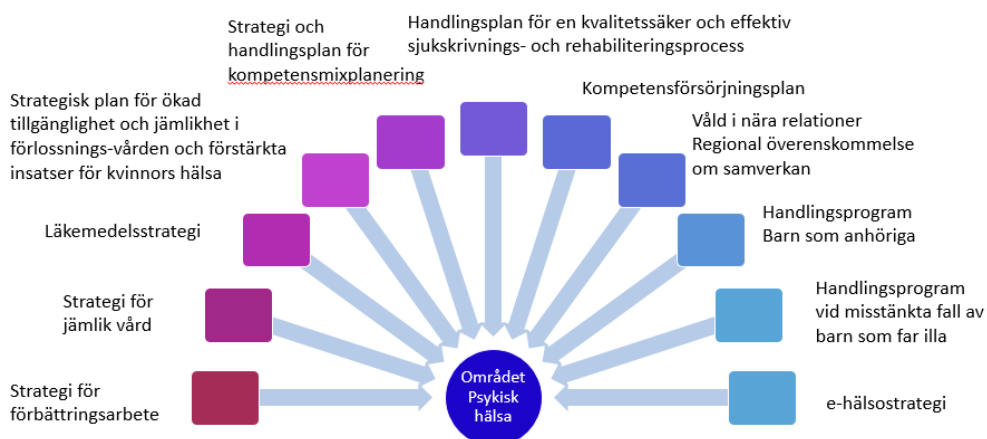 Strategi och
handlingsplan för
kompetensmixplanering
Handlingsplan för en kvalitetssäker och effektiv
sjukskrivnings- och rehabiliteringsprocess
Kompetensförsörjningsplan
Strategisk plan för ökad
tillgänglighet och jämlikhet i
förlossnings-vården och förstärkta
insatser för kvinnors hälsa
Våld i nära relationer
Regional överenskommelse
om samverkan
Läkemedelsstrategi
Handlingsprogram
Barn som anhöriga
Strategi för
jämlik vård
Handlingsprogram
vid misstänkta fall av
barn som far illa
Strategi för
förbättringsarbete
Området
Psykisk
hälsa
e-hälsostrategi